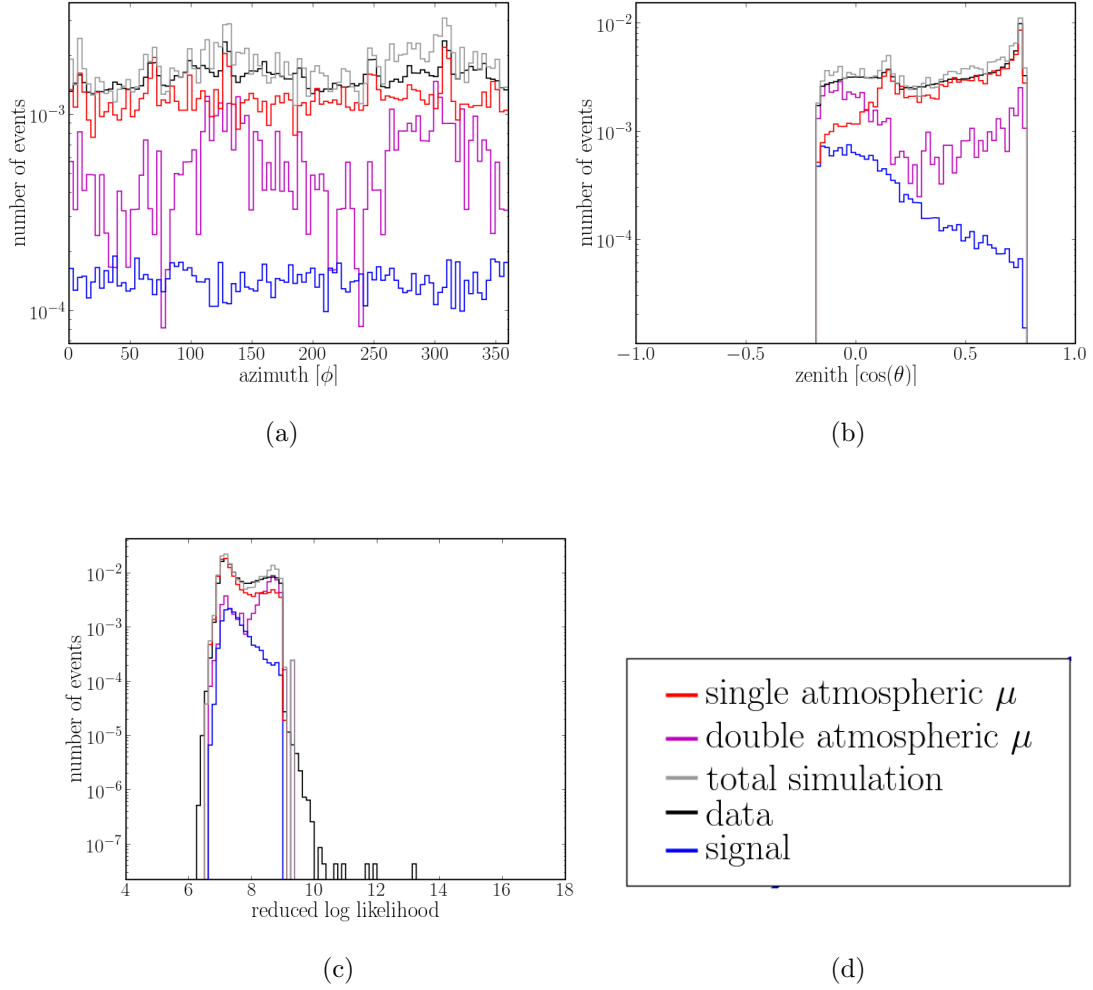 number of events
10⁻³
10⁻⁴
0 50 100 150 200 250 300 350
azimuth [ϕ]
(a)
number of events
10⁻²
10⁻³
10⁻⁴
−1.0 −0.5 0.0 0.5 1.0
zenith [cos(θ)]
(b)
number of events
10⁻²
10⁻³
10⁻⁴
10⁻⁵
10⁻⁶
10⁻⁷
4 6 8 10 12 14 16 18
reduced log likelihood
(c)
single atmospheric μ
double atmospheric μ
total simulation
data
signal
(d)